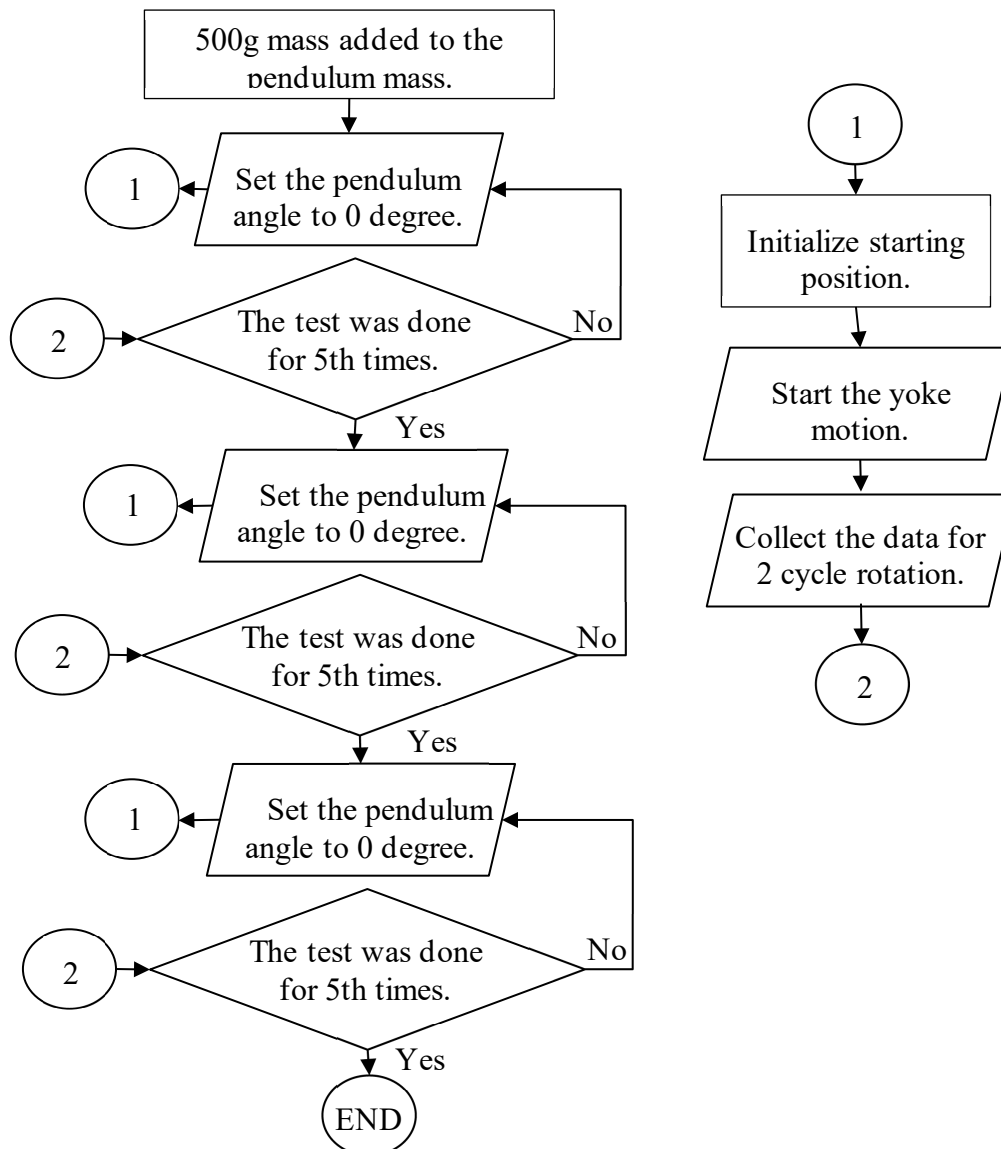 500g mass added to the
pendulum mass.
1
Set the pendulum
angle to 0 degree.
2
The test was done
for 5th times.
No
Yes
1
Set the pendulum
angle to 0 degree.
2
The test was done
for 5th times.
No
Yes
1
Set the pendulum
angle to 0 degree.
2
The test was done
for 5th times.
No
Yes
END
1
Initialize starting
position.
Start the yoke
motion.
Collect the data for
2 cycle rotation.
2